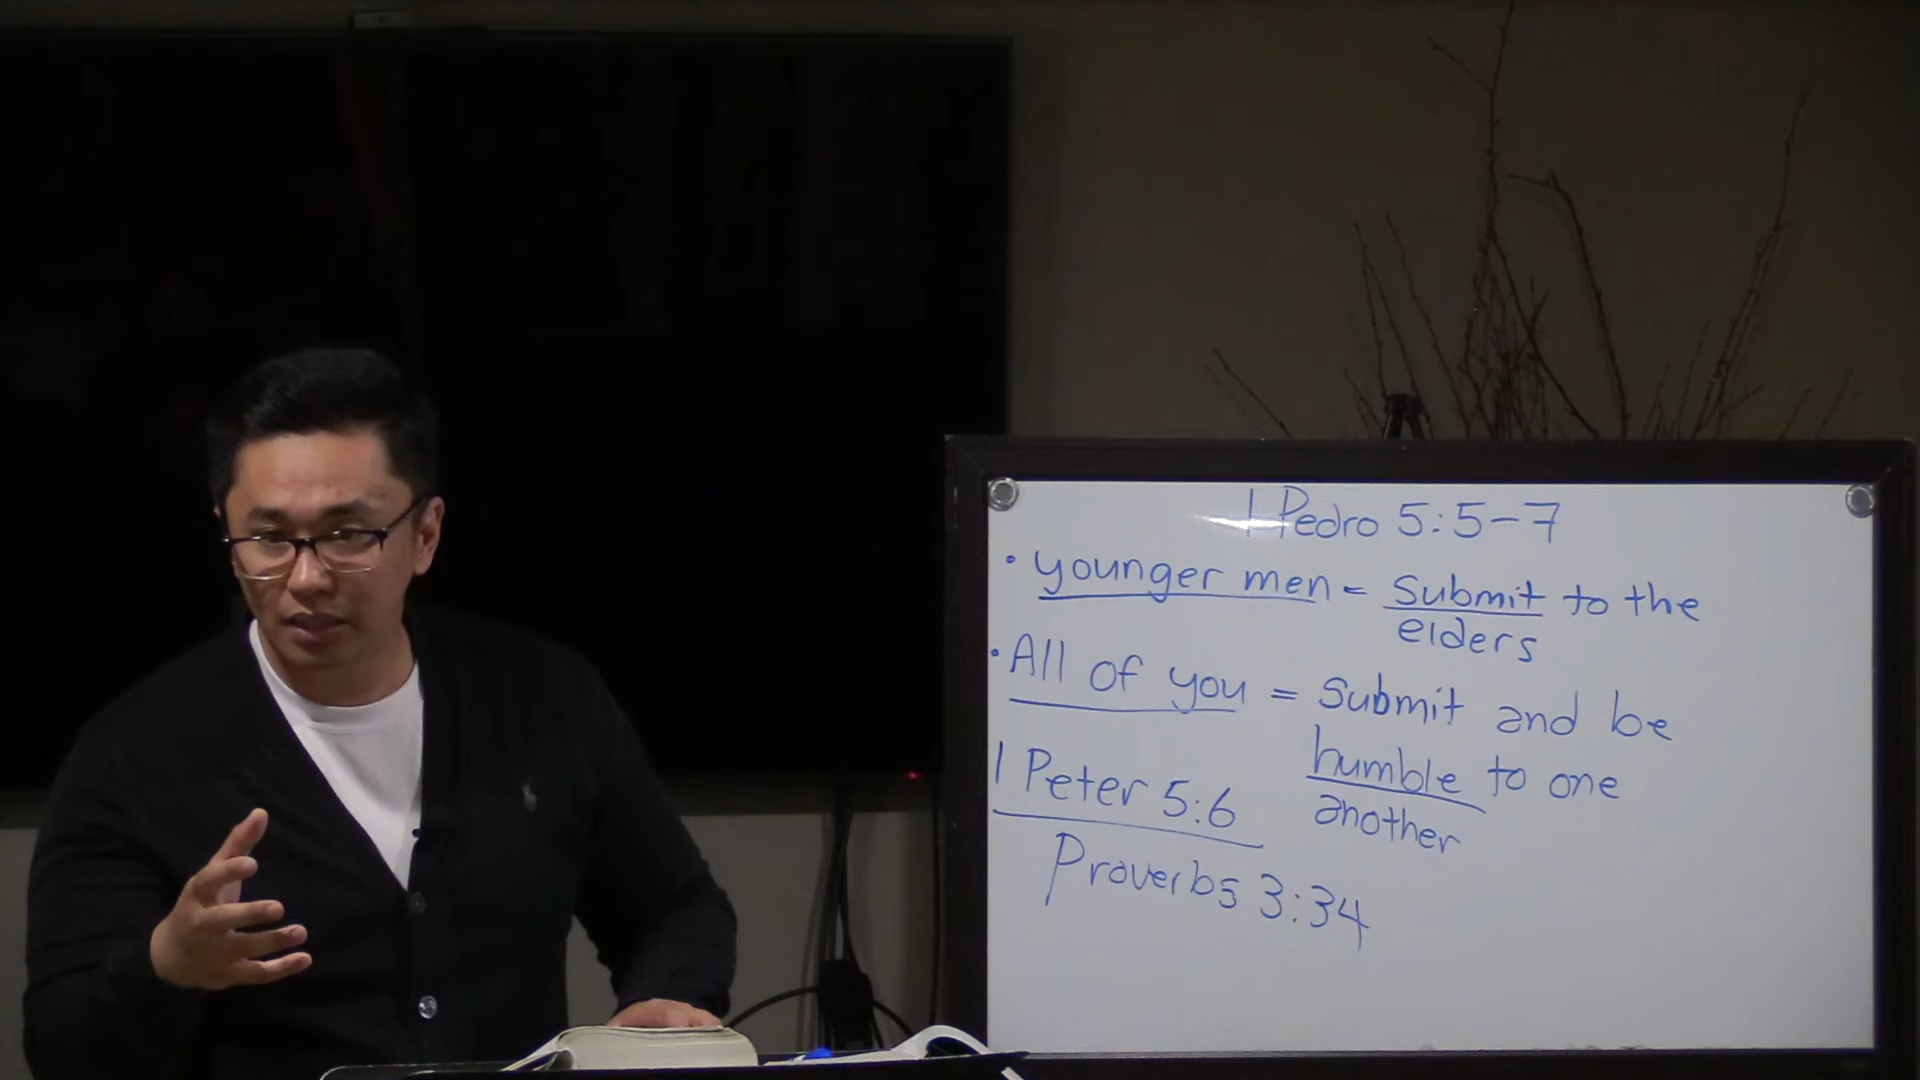 1 Pedro 5:5-7
• younger men = Submit to the
elders
• All of you = Submit and be
humble to one
another
1 Peter 5:6
Proverbs 3:34